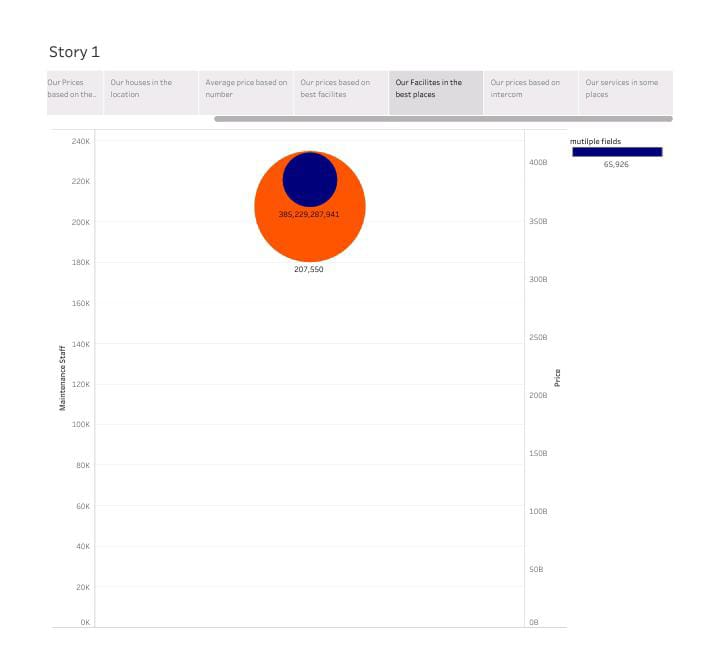 Story 1
Our Prices
based on the..
Our houses in the
location
Average price based on
number
Our prices based on
best facilites
Our Facilites in the
best places
Our prices based on
intercom
Our services in some
places
mutilple fields
65,926
240K
220K
200K
180K
160K
140K
120K
100K
80K
60K
40K
20K
0K
Maintenance Staff
385,229,287,941
207,550
400B
350B
300B
250B
200B
150B
100B
50B
0B
Price